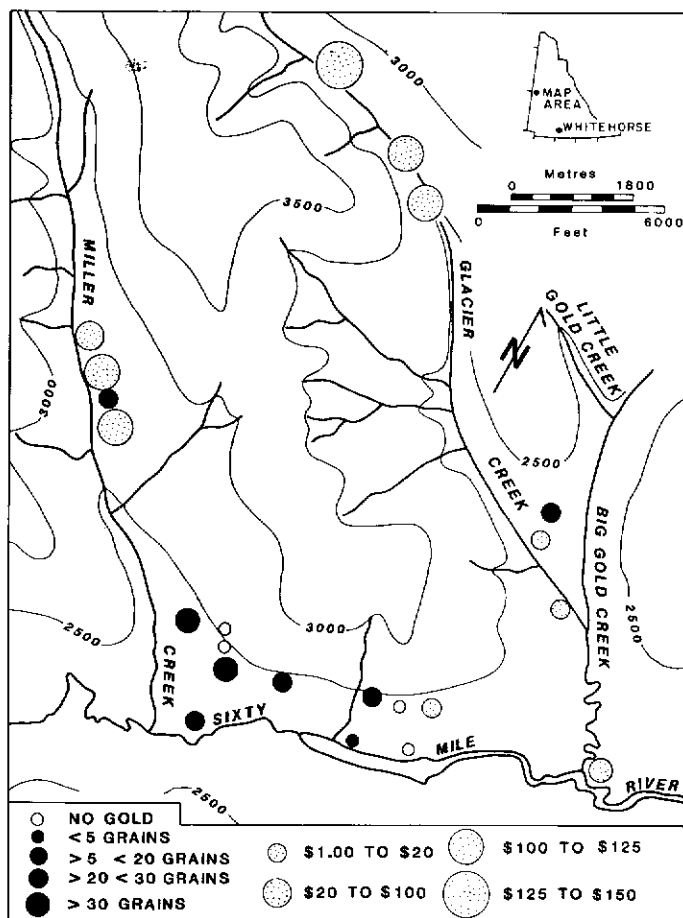 3000
MAP
AREA
WHITEHORSE
Metres
0 1800
0 6000
Feet
3500
MILLER
GLACIER
N
LITTLE
GOLD CREEK
3000
2500
CREEK
BIG GOLD CREEK
2500
2500
3000
CREEK
SIXTY
MILE
RIVER
2500
NO GOLD
<5 GRAINS
>5 <20 GRAINS
>20 <30 GRAINS
>30 GRAINS
$1.00 TO $20
$20 TO $100
$100 TO $125
$125 TO $150